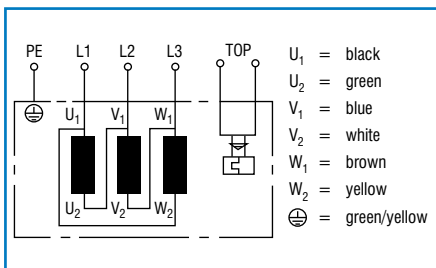 PE L1 L2 L3 TOP
U1 V1 W1
U2 V2 W2
U1 = black
U2 = green
V1 = blue
V2 = white
W1 = brown
W2 = yellow
⏚ = green/yellow